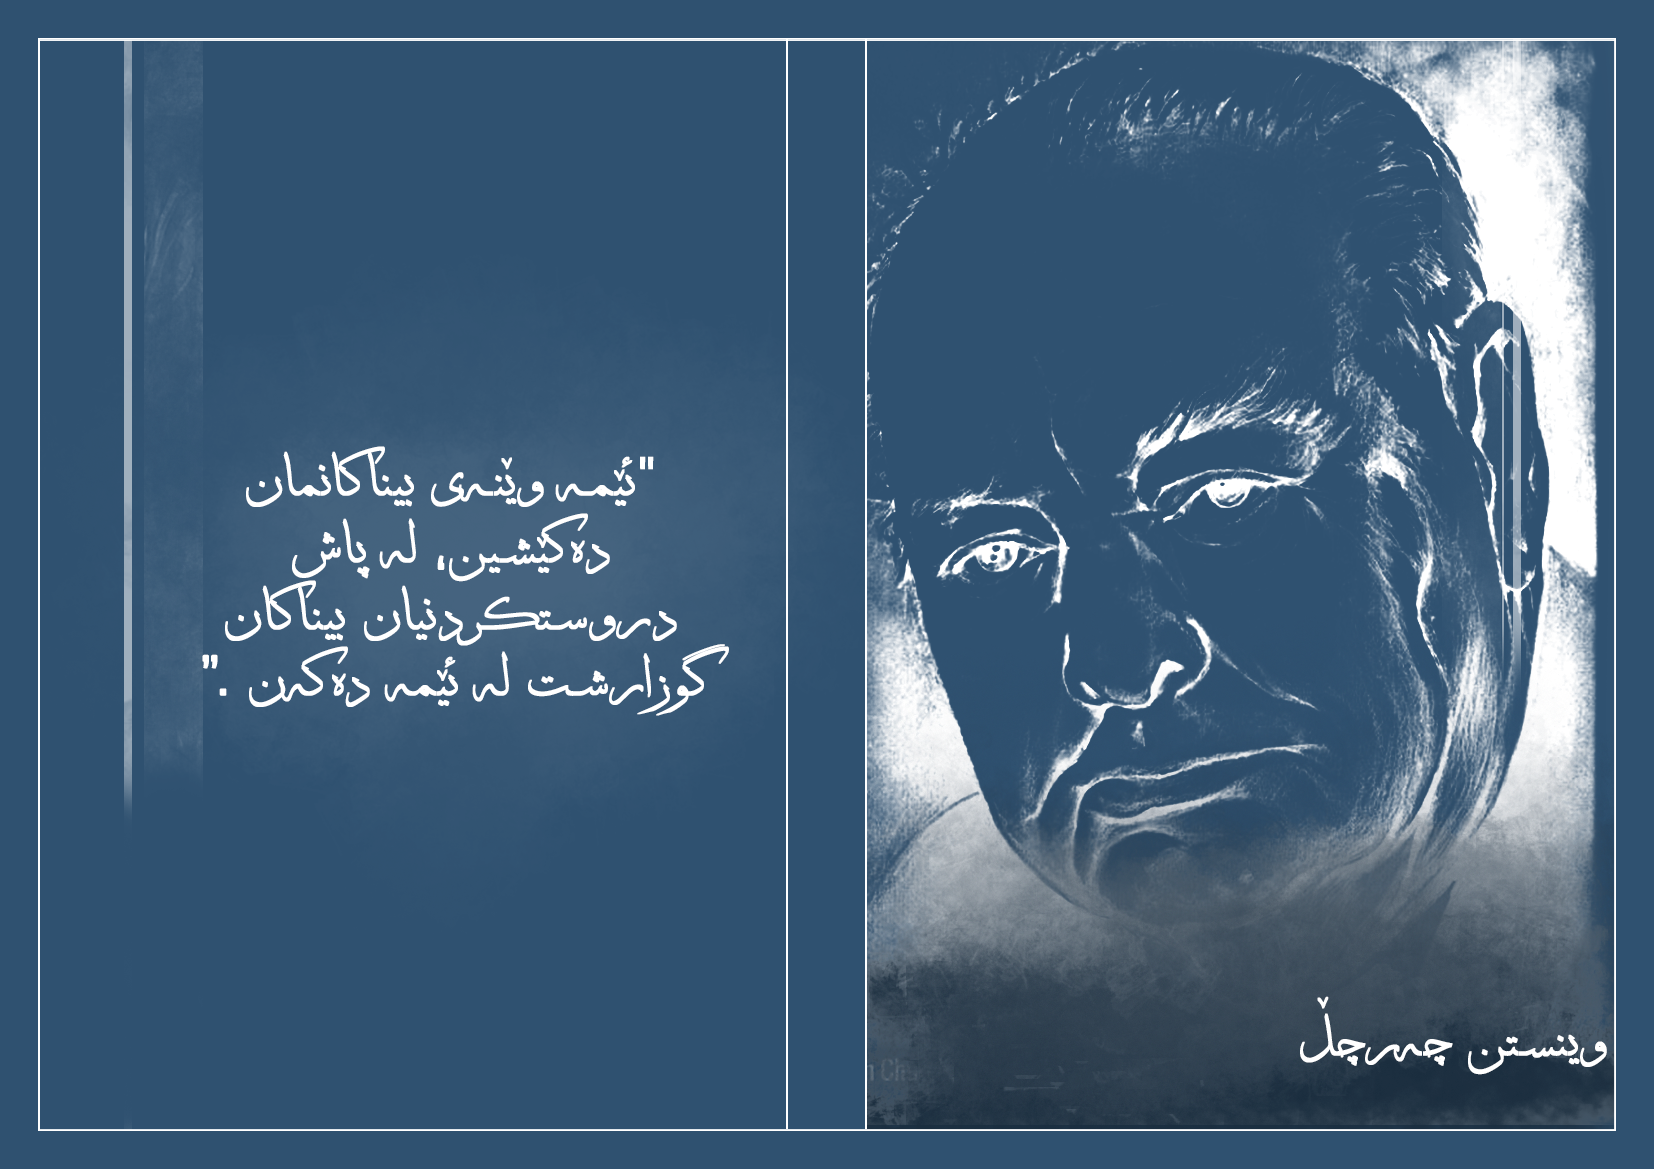 "ئێمە وێنەی بیناکانمان
دەکێشین، لە پاش
دروستکردنیان بیناکان
گوزارشت لە ئێمە دەکەن ."
وینستن چەرچڵ